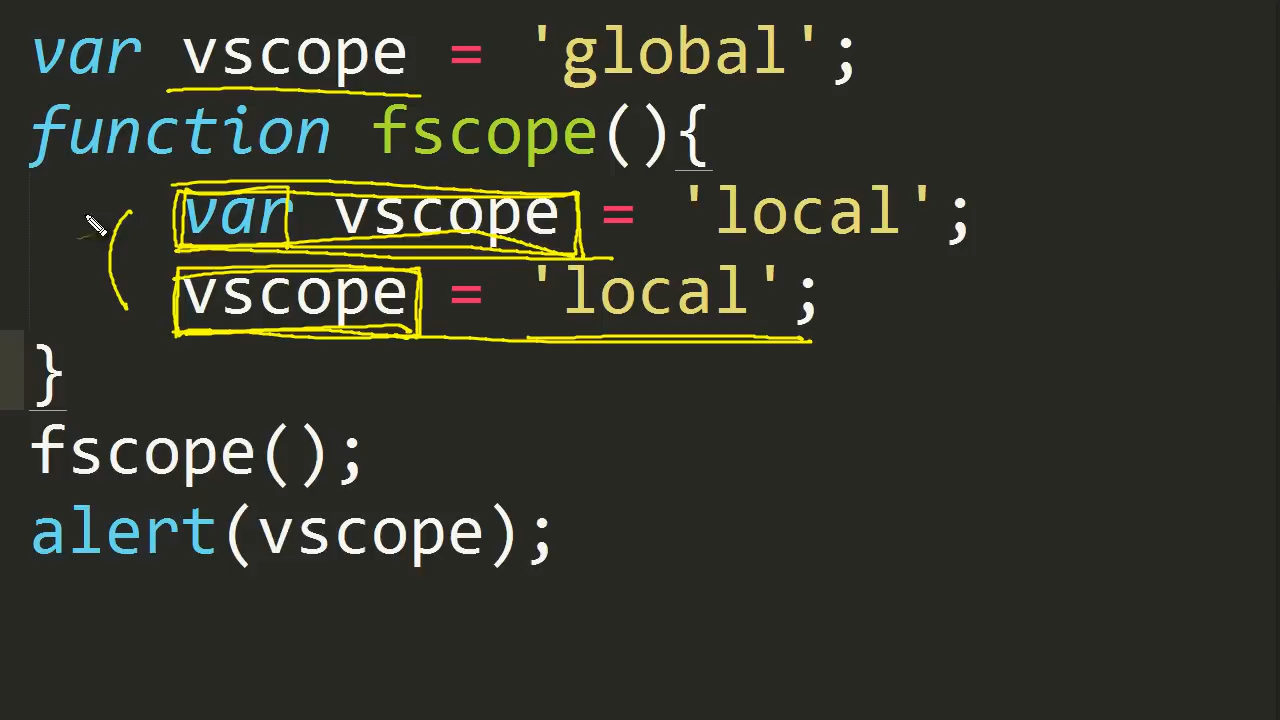 var vscope = 'global';
function fscope(){
var vscope = 'local';
vscope = 'local';
}
fscope();
alert(vscope);